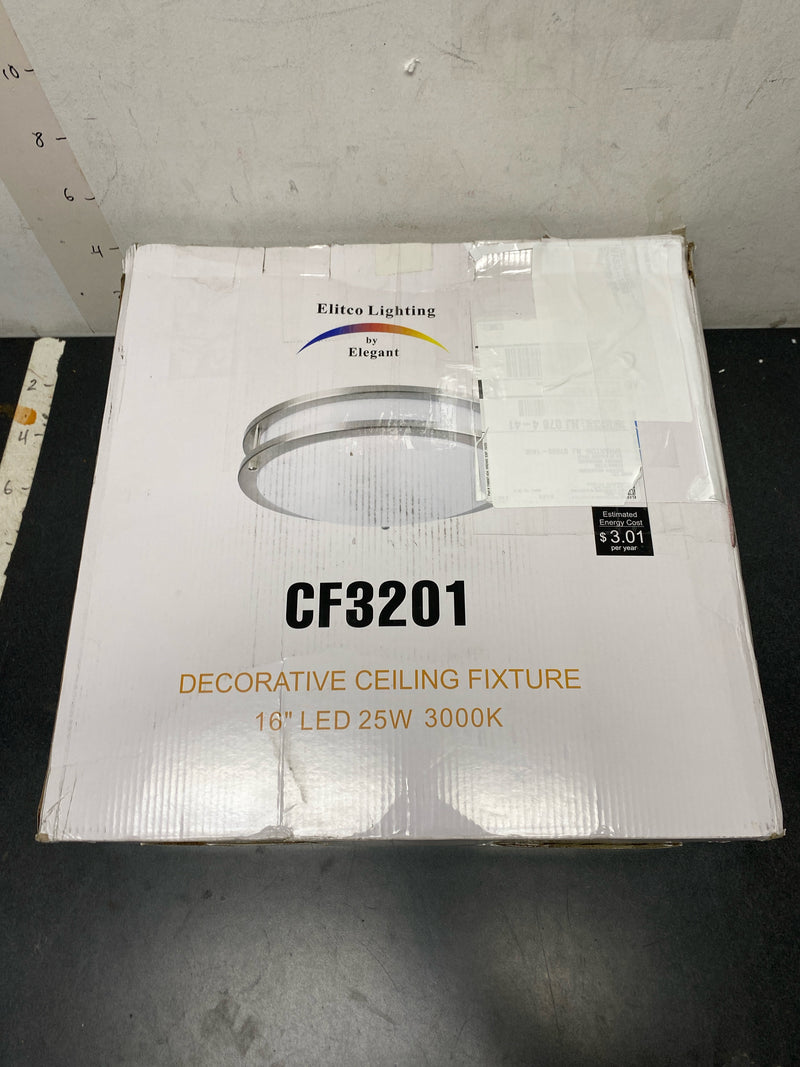 10 -
8 -
6 -
4 -
2 -
4 -
6 -
Elitco Lighting
by
Elegant
Estimated
Energy Cost
$ 3.01
per year
CF3201
DECORATIVE CEILING FIXTURE
16" LED 25W 3000K